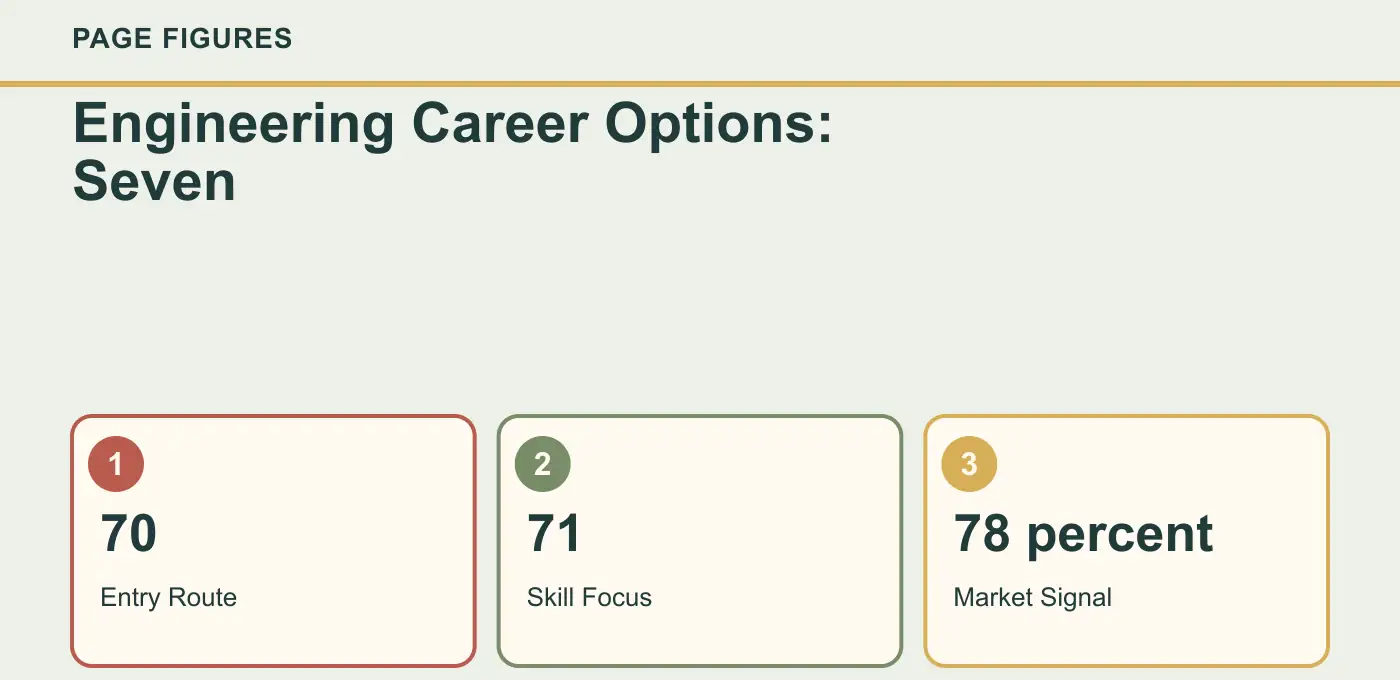 PAGE FIGURES
Engineering Career Options:
Seven
1
70
Entry Route
2
71
Skill Focus
3
78 percent
Market Signal